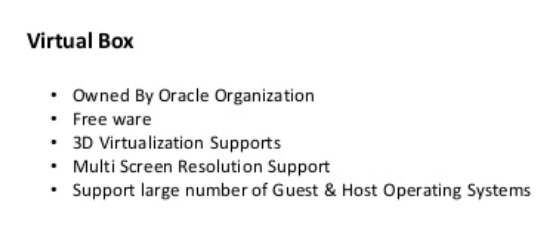 Virtual Box
• Owned By Oracle Organization
• Free ware
• 3D Virtualization Supports
• Multi Screen Resolution Support
• Support large number of Guest & Host Operating Systems